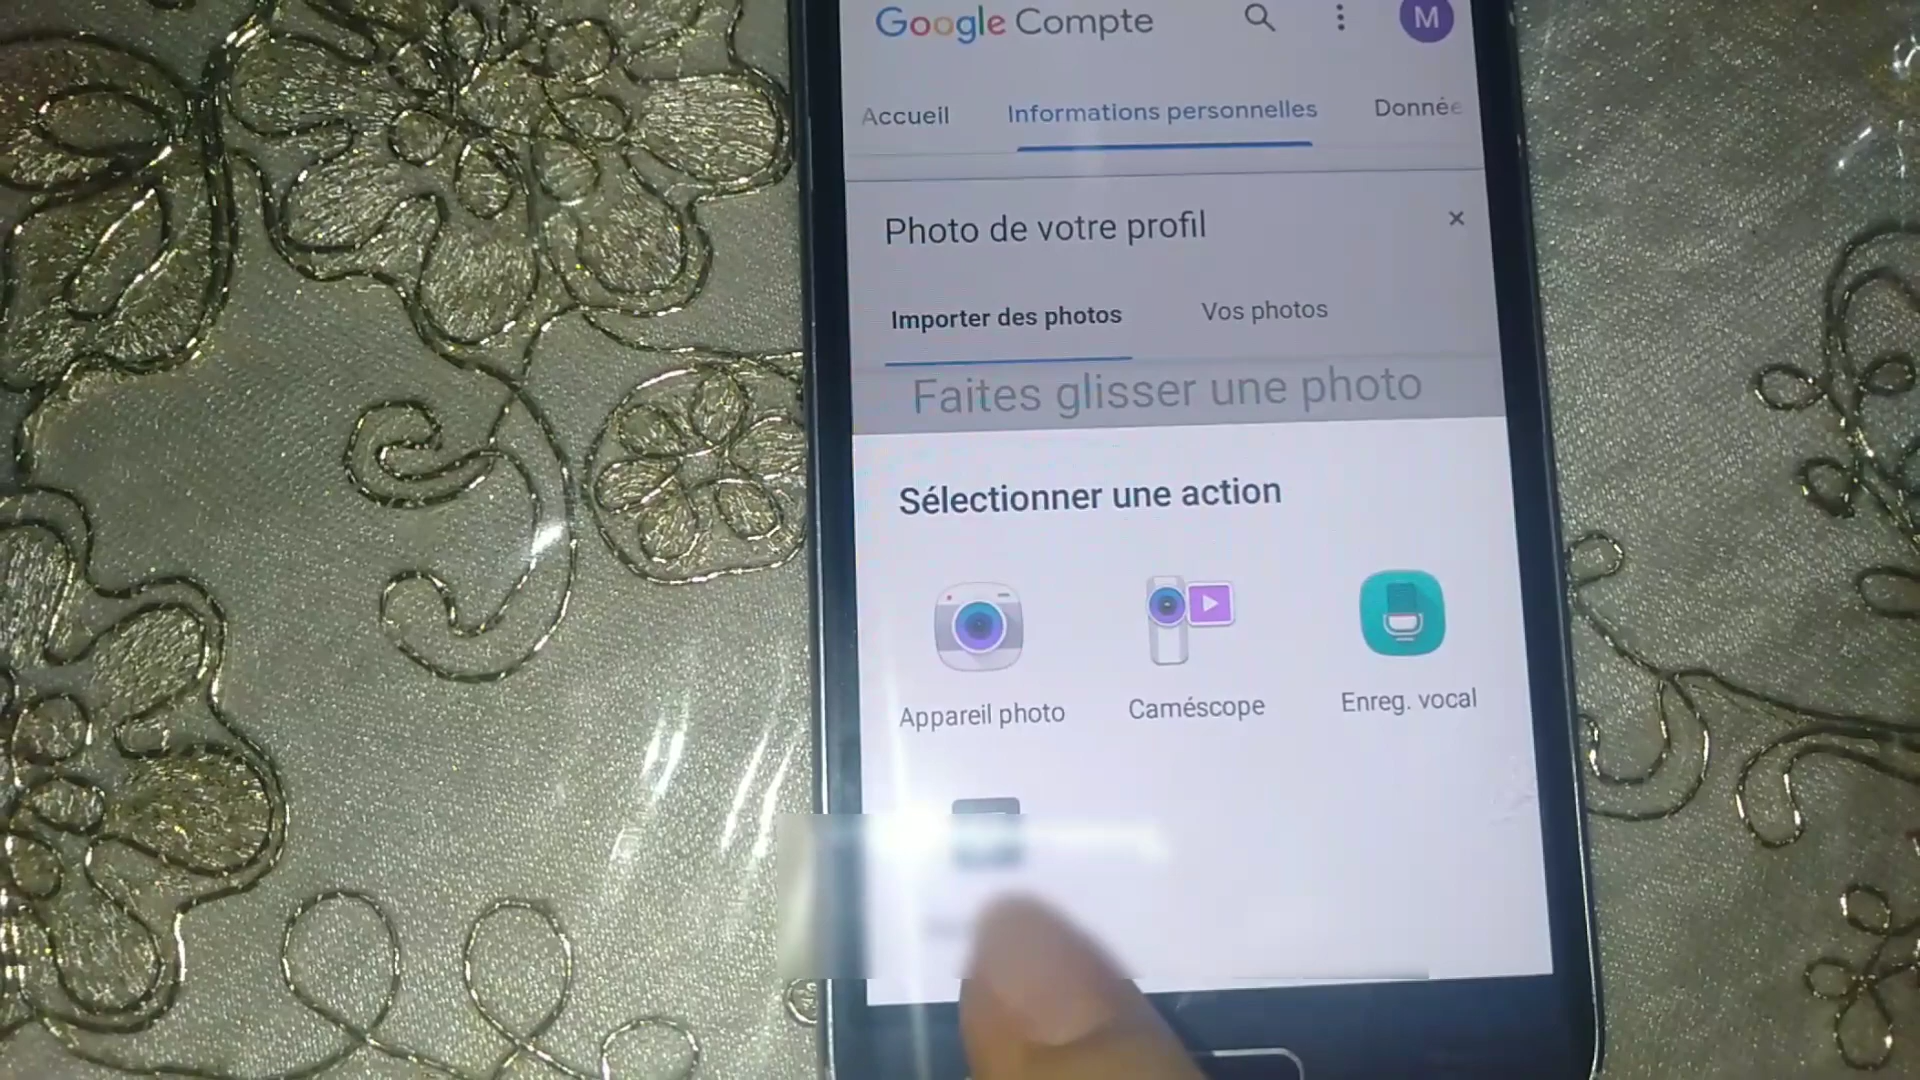 Google Compte
M
Accueil
Informations personnelles
Donnée
Photo de votre profil
Importer des photos
Vos photos
Faites glisser une photo
Sélectionner une action
Appareil photo
Caméscope
Enreg. vocal